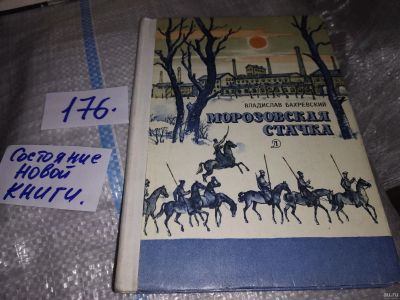 176.
Состояние
новой
книги.
ВЛАДИСЛАВ БАХРЕВСКИЙ
МОРОЗОВСКАЯ
СТАЧКА